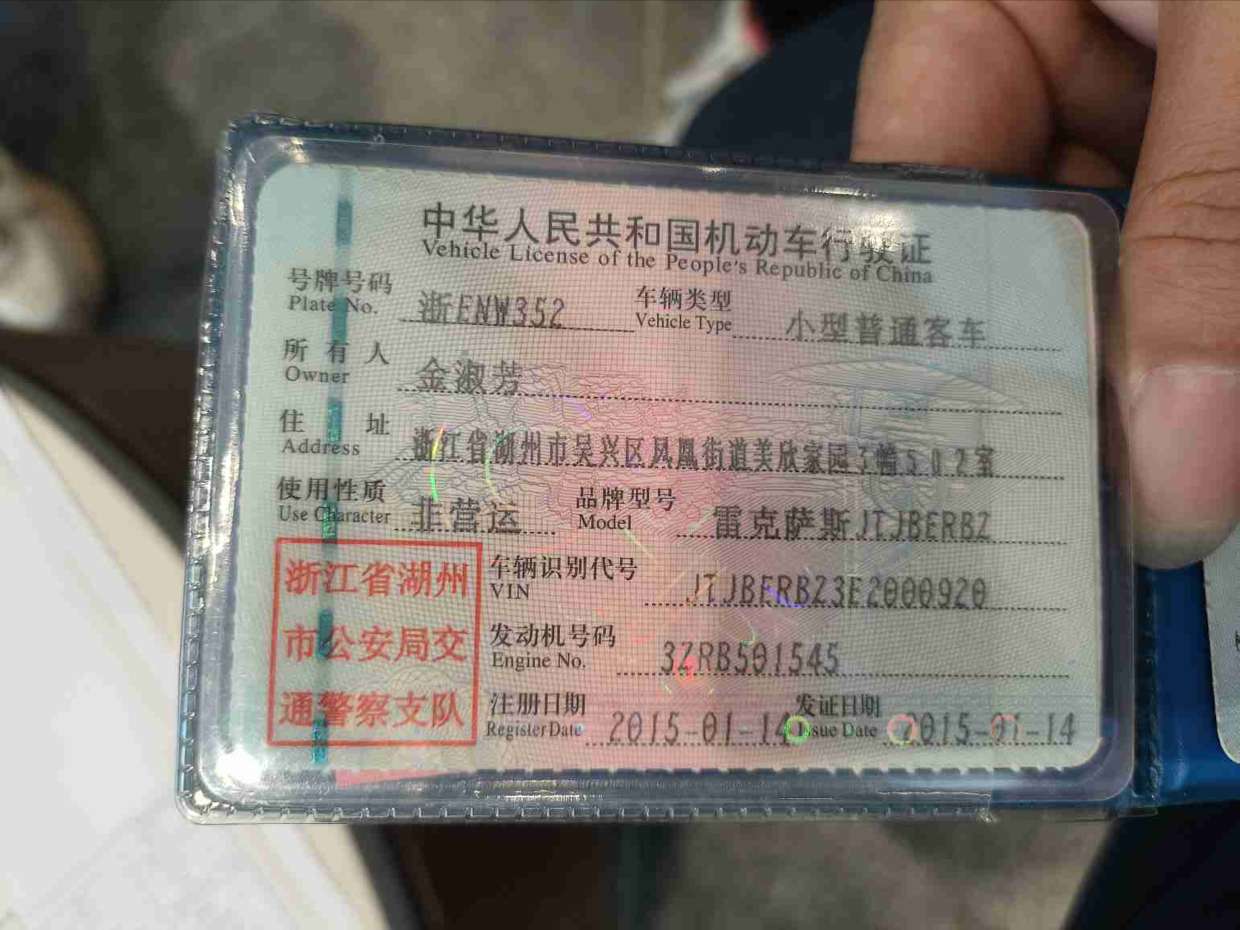 中华人民共和国机动车行驶证
Vehicle License of the People's Republic of China
号牌号码 浙ENW352 车辆类型 小型普通客车
Plate No. Vehicle Type
所有人 金淑芳
Owner
住址 浙江省湖州市吴兴区凤凰街道美欣家园3幢502室
Address
使用性质 非营运 品牌型号 雷克萨斯JTJBERBZ
Use Character Model
浙江省湖州
市公安局交
通警察支队
车辆识别代号 JTJBERBZ3E2000920
VIN
发动机号码 3ZRB501545
Engine No.
注册日期 2015-01-14 发证日期 2015-01-14
Register Date Issue Date